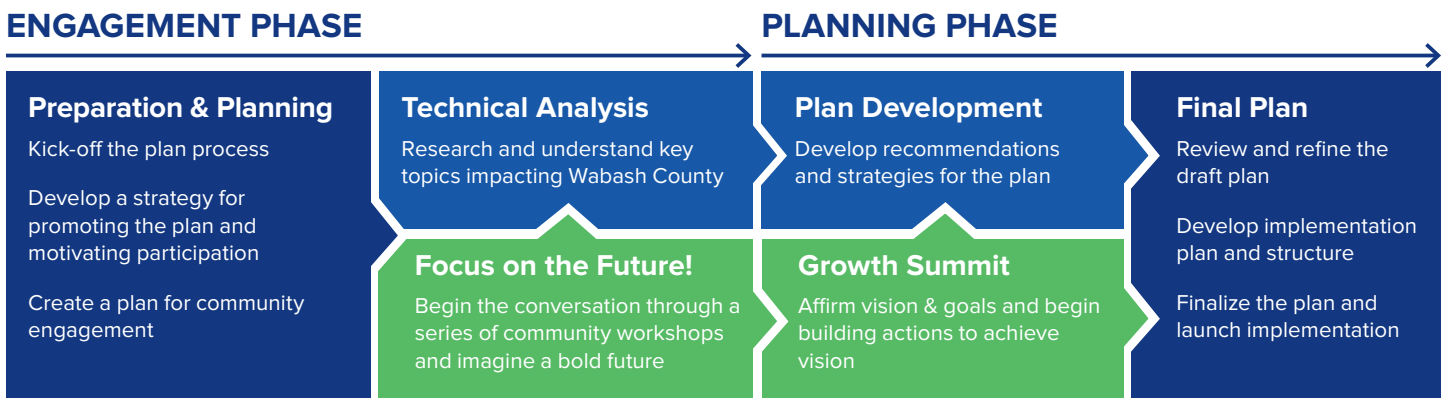 ENGAGEMENT PHASE
PLANNING PHASE
Preparation & Planning
Kick-off the plan process
Develop a strategy for
promoting the plan and
motivating participation
Create a plan for community
engagement
Technical Analysis
Research and understand key
topics impacting Wabash County
Focus on the Future!
Begin the conversation through a
series of community workshops
and imagine a bold future
Plan Development
Develop recommendations
and strategies for the plan
Growth Summit
Affirm vision & goals and begin
building actions to achieve
vision
Final Plan
Review and refine the
draft plan
Develop implementation
plan and structure
Finalize the plan and
launch implementation